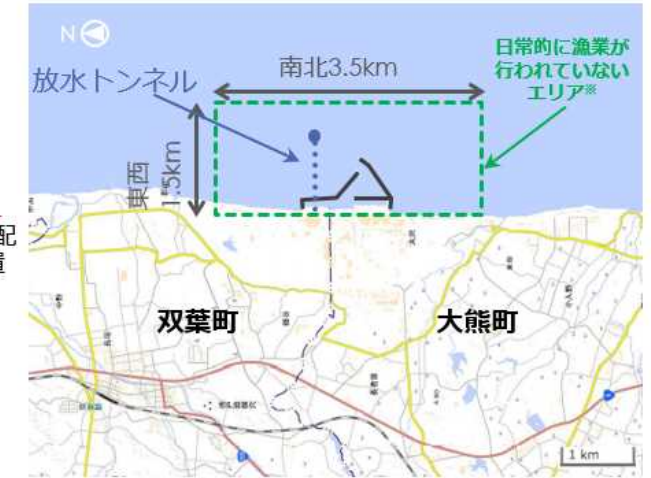 N
南北3.5km
日常的に漁業が
行われていない
エリア※
放水トンネル
東西
1.5km
配
置
双葉町
大熊町
1 km